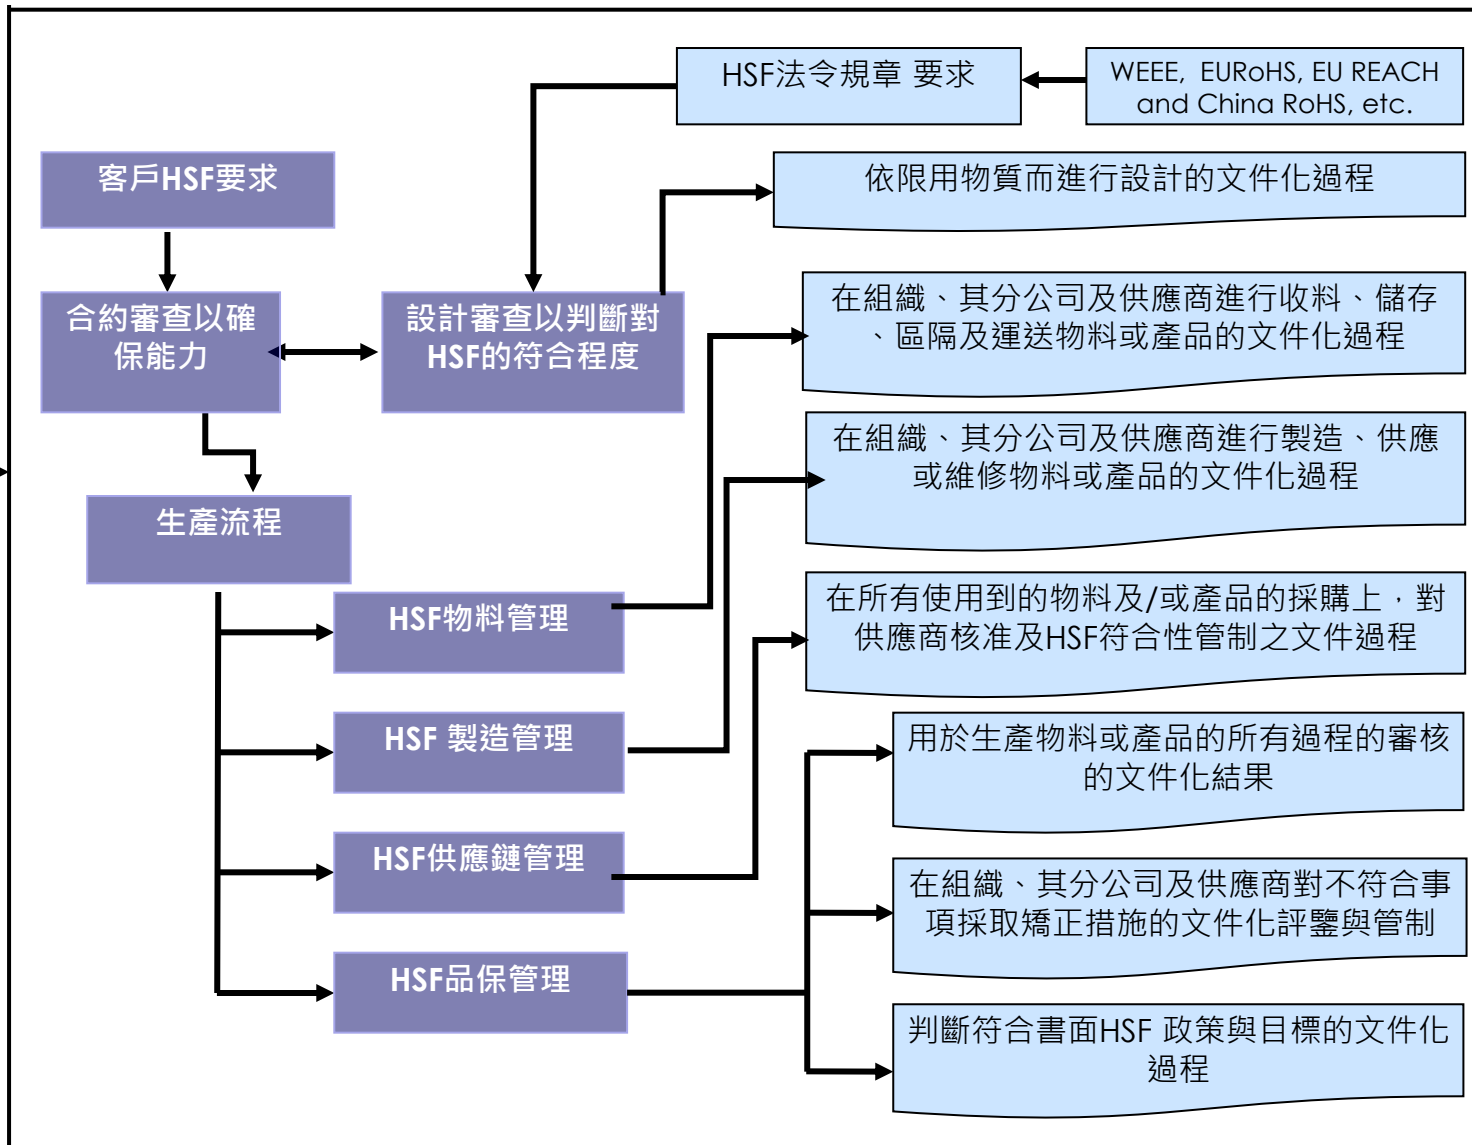 HSF法令規章 要求
WEEE, EURoHS, EU REACH
and China RoHS, etc.
客戶HSF要求
依限用物質而進行設計的文件化過程
合約審查以確
保能力
設計審查以判斷對
HSF的符合程度
在組織、其分公司及供應商進行收料、儲存
、區隔及運送物料或產品的文件化過程
在組織、其分公司及供應商進行製造、供應
或維修物料或產品的文件化過程
生產流程
HSF物料管理
在所有使用到的物料及/或產品的採購上，對
供應商核准及HSF符合性管制之文件過程
HSF 製造管理
用於生產物料或產品的所有過程的審核
的文件化結果
HSF供應鏈管理
在組織、其分公司及供應商對不符合事
項採取矯正措施的文件化評鑒與管制
HSF品保管理
判斷符合書面HSF 政策與目標的文件化
過程